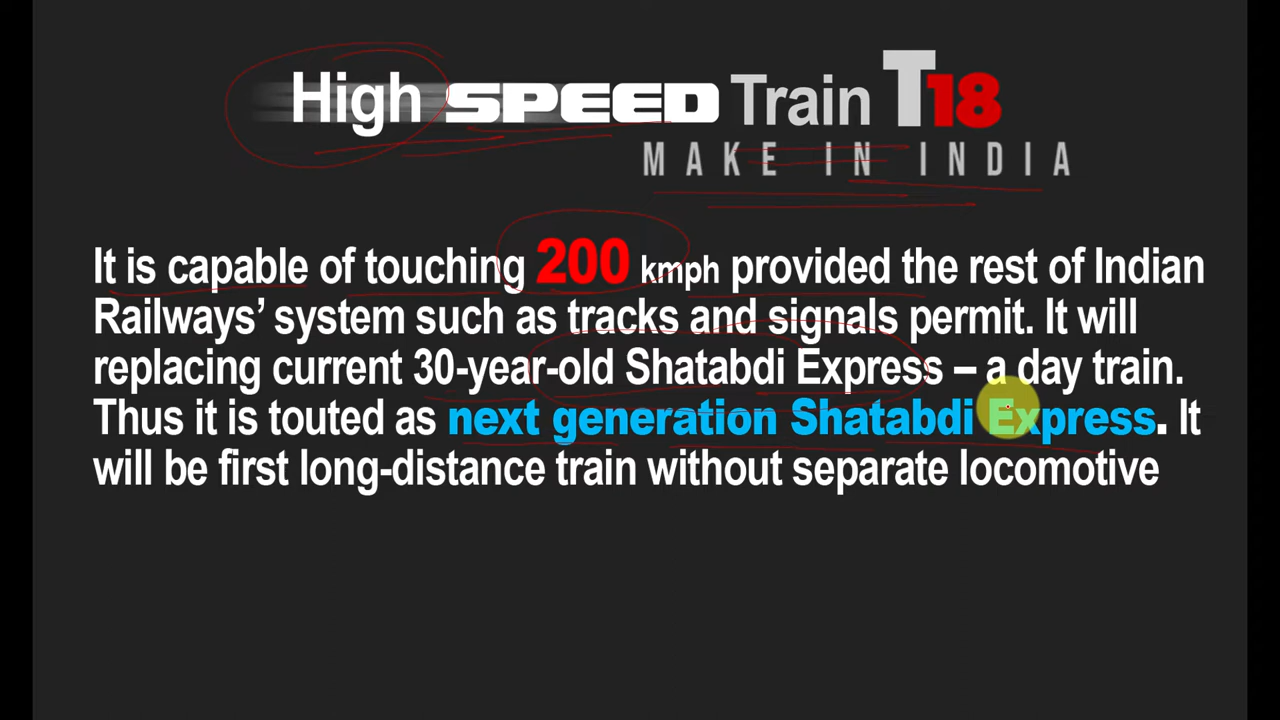 High SPEED Train T18
MAKE IN INDIA
It is capable of touching 200 kmph provided the rest of Indian
Railways’ system such as tracks and signals permit. It will
replacing current 30-year-old Shatabdi Express – a day train.
Thus it is touted as next generation Shatabdi Express. It
will be first long-distance train without separate locomotive